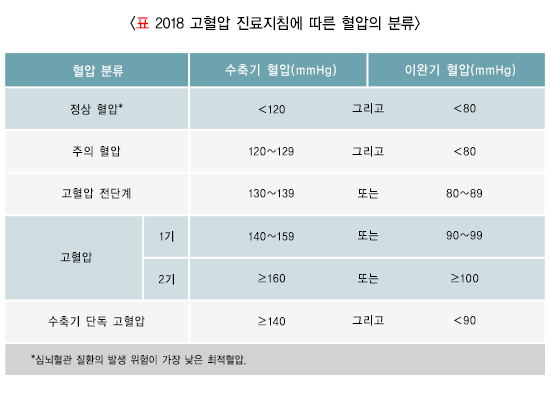 <표 2018 고혈압 진료지침에 따른 혈압의 분류>
혈압 분류 수축기 혈압(mmHg) 이완기 혈압(mmHg)
정상 혈압* <120 그리고 <80
주의 혈압 120~129 그리고 <80
고혈압 전단계 130~139 또는 80~89
고혈압 1기 140~159 또는 90~99
2기 ≥160 또는 ≥100
수축기 단독 고혈압 ≥140 그리고 <90
*심뇌혈관 질환의 발생 위험이 가장 낮은 최적혈압.